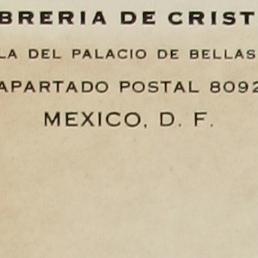 BRERIA DE CRIST
LA DEL PALACIO DE BELLAS
APARTADO POSTAL 8092
MEXICO, D. F.